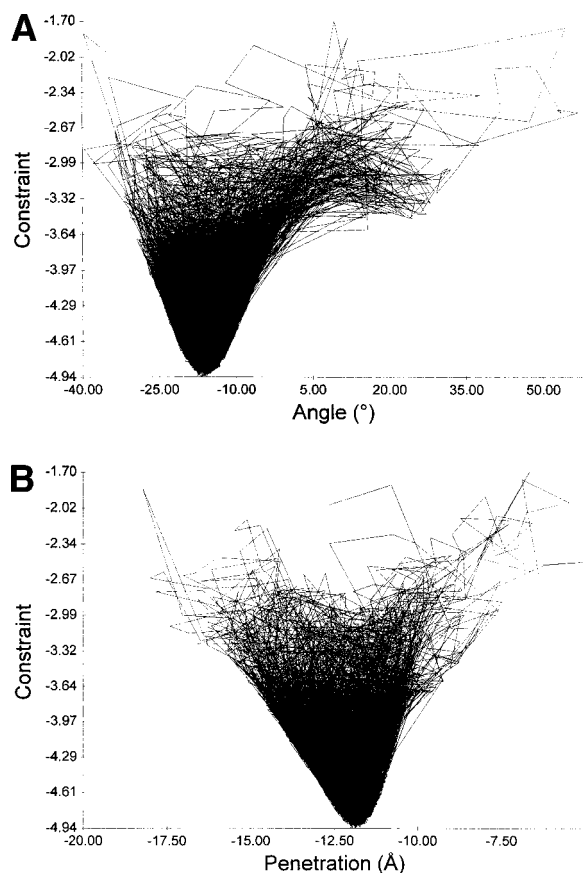 A
Constraint
-1.70
-2.02
-2.34
-2.67
-2.99
-3.32
-3.64
-3.97
-4.29
-4.61
-4.94
-40.00 -25.00 -10.00 5.00 20.00 35.00 50.00
Angle (°)
B
Constraint
-1.70
-2.02
-2.34
-2.67
-2.99
-3.32
-3.64
-3.97
-4.29
-4.61
-4.94
-20.00 -17.50 -15.00 -12.50 -10.00 -7.50
Penetration (Å)